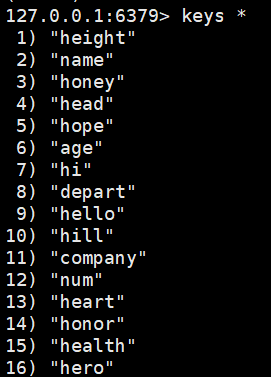 127.0.0.1:6379> keys *
1) "height"
2) "name"
3) "honey"
4) "head"
5) "hope"
6) "age"
7) "hi"
8) "depart"
9) "hello"
10) "hill"
11) "company"
12) "num"
13) "heart"
14) "honor"
15) "health"
16) "hero"